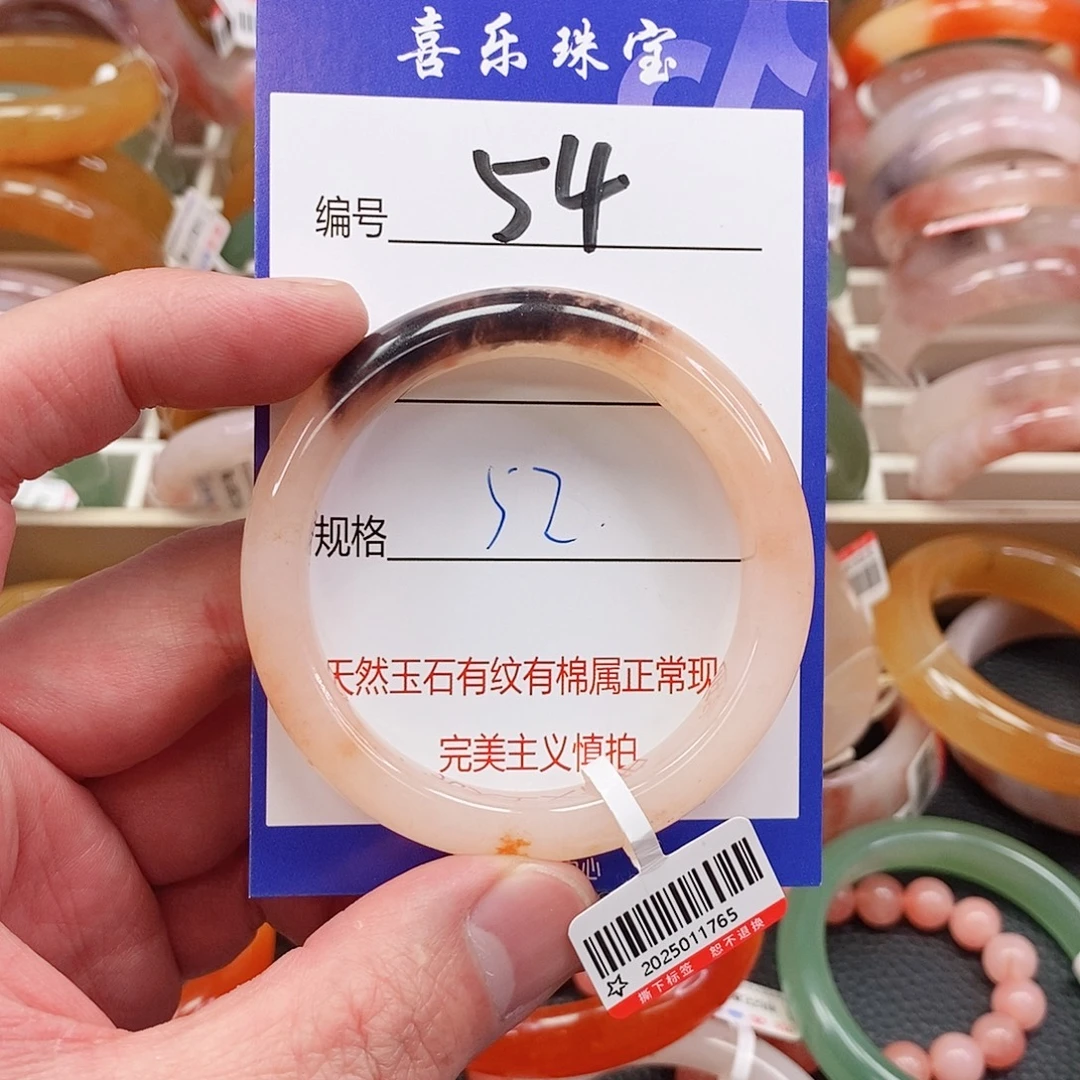 喜乐珠宝
编号 54
规格 52.
天然玉石有纹有棉属正常现
完美主义慎拍
心
2025011765
撕下标签 恕不退换